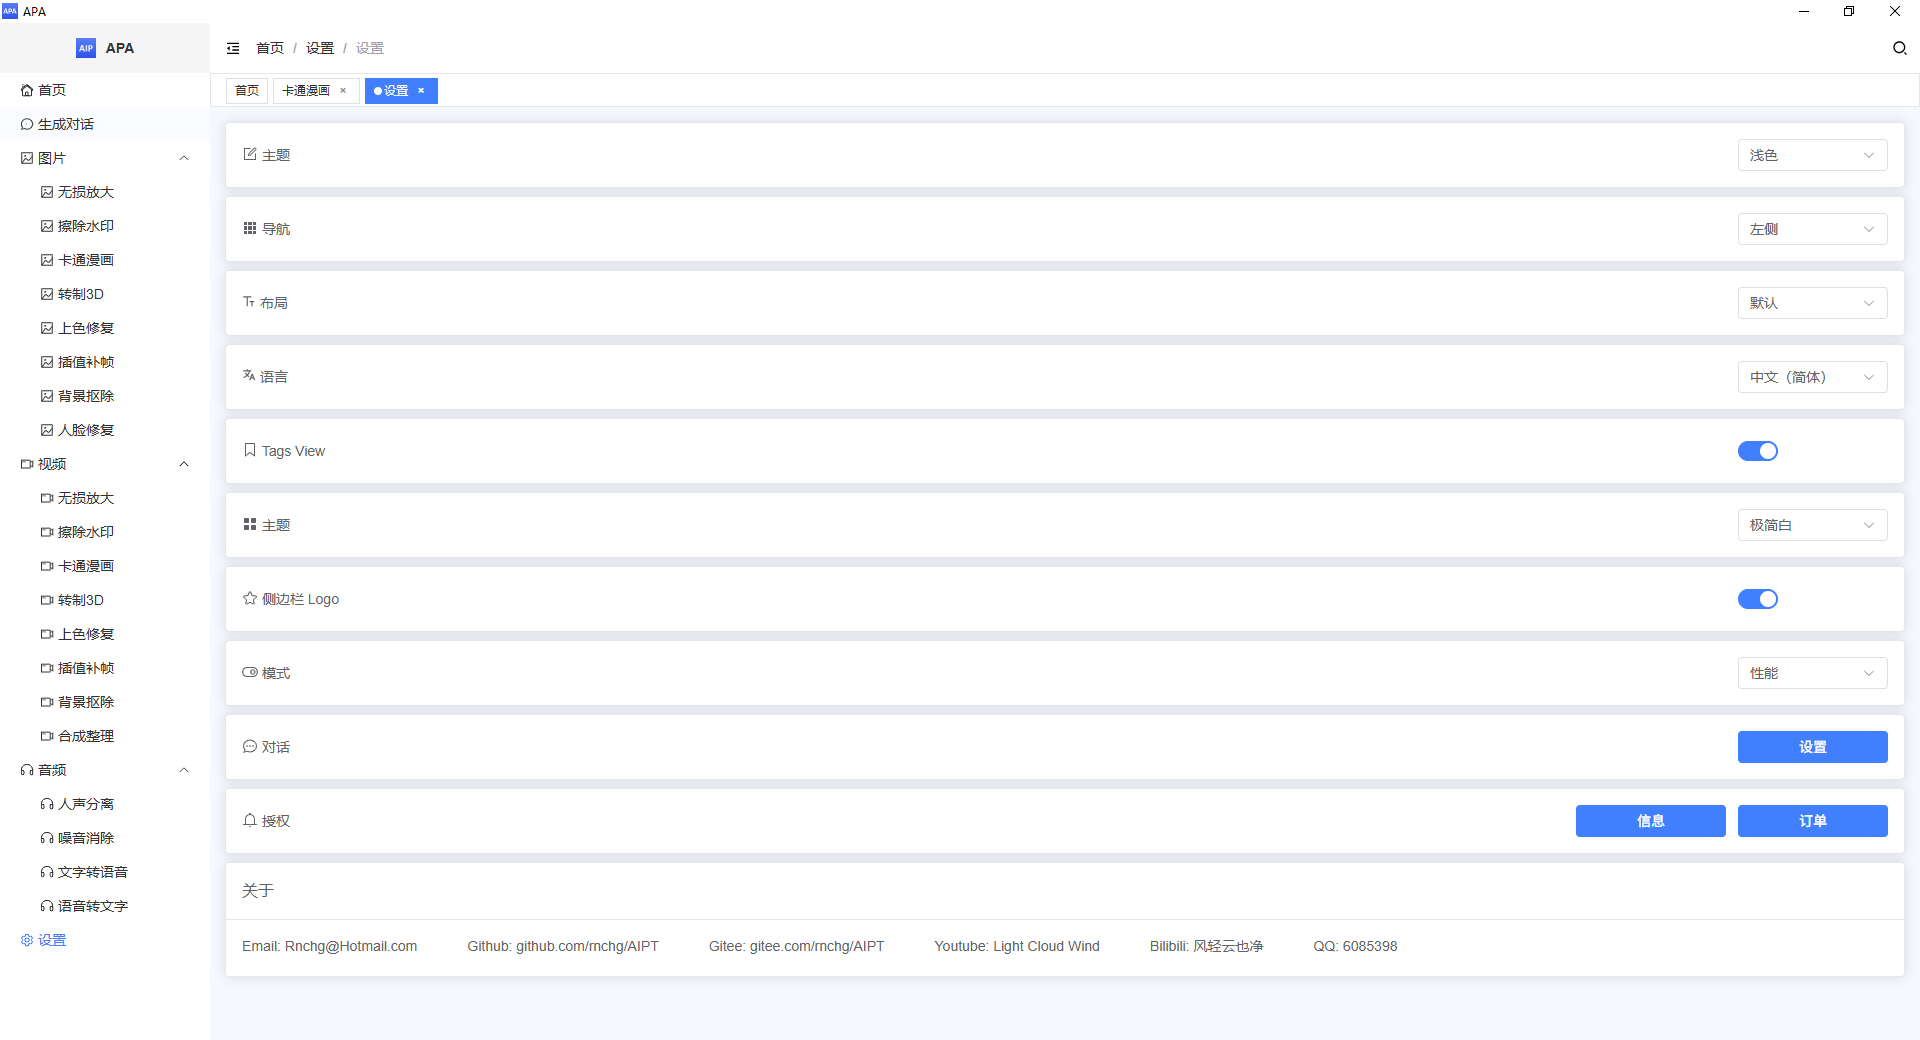 APA
AIP APA
首页 / 设置 / 设置
首页
卡通漫画 ×
设置 ×
首页
生成对话
图片
无损放大
擦除水印
卡通漫画
转制3D
上色修复
插值补帧
背景抠除
人脸修复
视频
无损放大
擦除水印
卡通漫画
转制3D
上色修复
插值补帧
背景抠除
合成整理
音频
人声分离
噪音消除
文字转语音
语音转文字
设置
主题 浅色
导航 左侧
布局 默认
语言 中文（简体）
Tags View
主题 极简白
侧边栏 Logo
模式 性能
对话 设置
授权 信息 订单
关于
Email: Rnchg@Hotmail.com Github: github.com/rnchg/AIPT Gitee: gitee.com/rnchg/AIPT Youtube: Light Cloud Wind Bilibili: 风轻云也净 QQ: 6085398